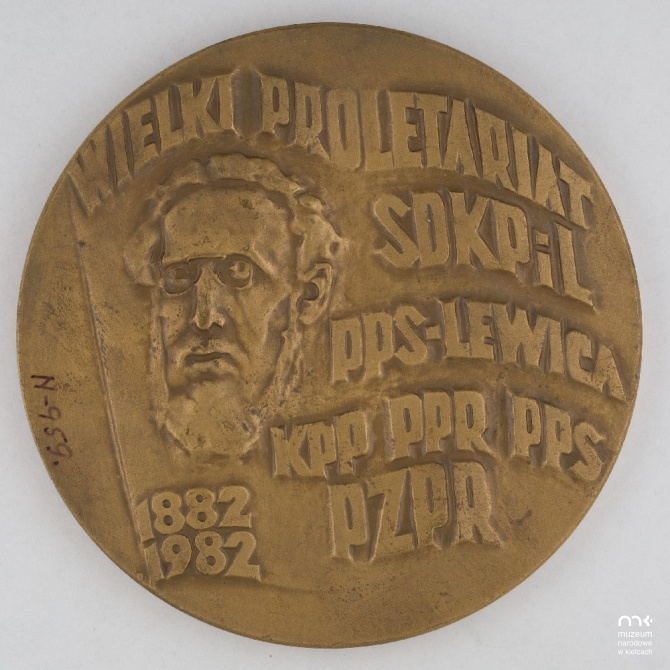 WIELKI PROLETARIAT
SDKPiL
PPS-LEWICA
KPP PPR PPS
PZPR
1882
1982
N-959.
muzeum
narodowe
w kielcach